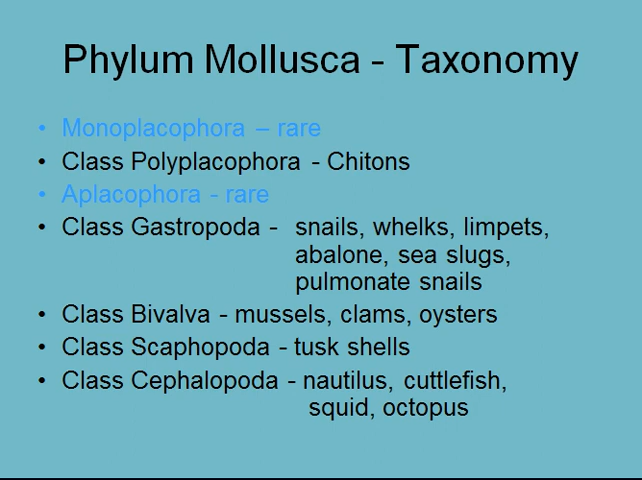 Phylum Mollusca - Taxonomy
• Monoplacophora – rare
• Class Polyplacophora - Chitons
• Aplacophora - rare
• Class Gastropoda - snails, whelks, limpets,
abalone, sea slugs,
pulmonate snails
• Class Bivalva - mussels, clams, oysters
• Class Scaphopoda - tusk shells
• Class Cephalopoda - nautilus, cuttlefish,
squid, octopus